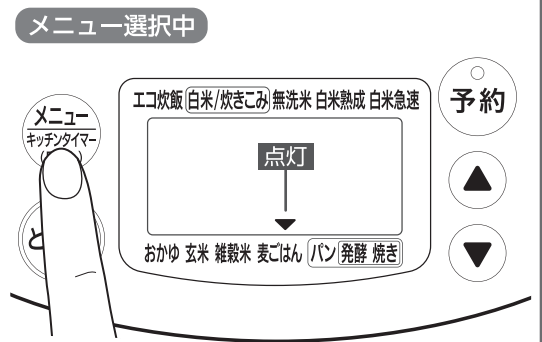 メニュー選択中
エコ炊飯 白米/炊きこみ 無洗米 白米熟成 白米急速
予約
メニュー
キッチンタイマー
点灯
おかゆ 玄米 雑穀米 麦ごはん パン 発酵 焼き